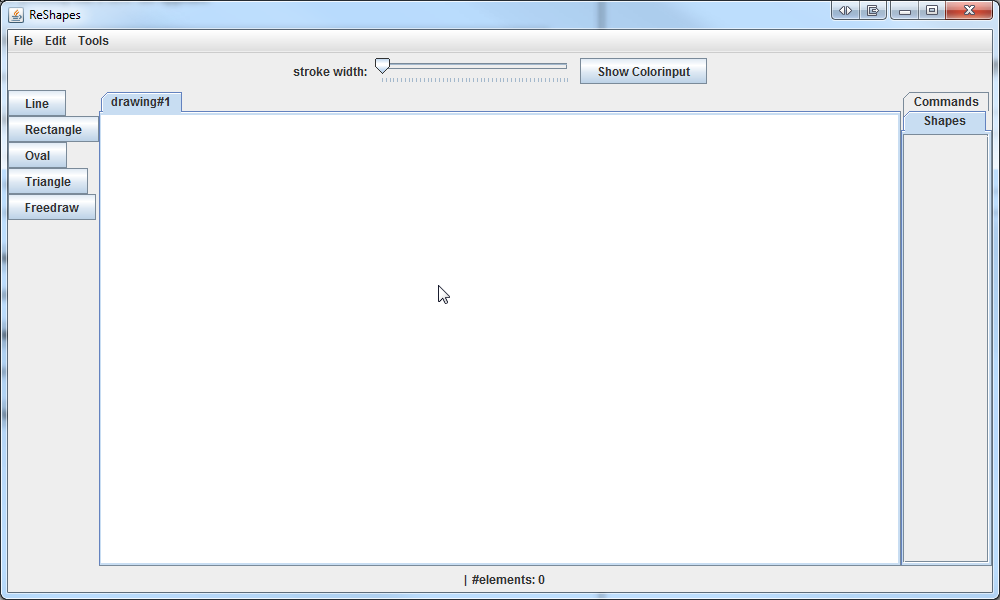 ReShapes
File Edit Tools
stroke width: Show Colorinput
Line
Rectangle
Oval
Triangle
Freedraw
drawing#1
Commands
Shapes
| #elements: 0